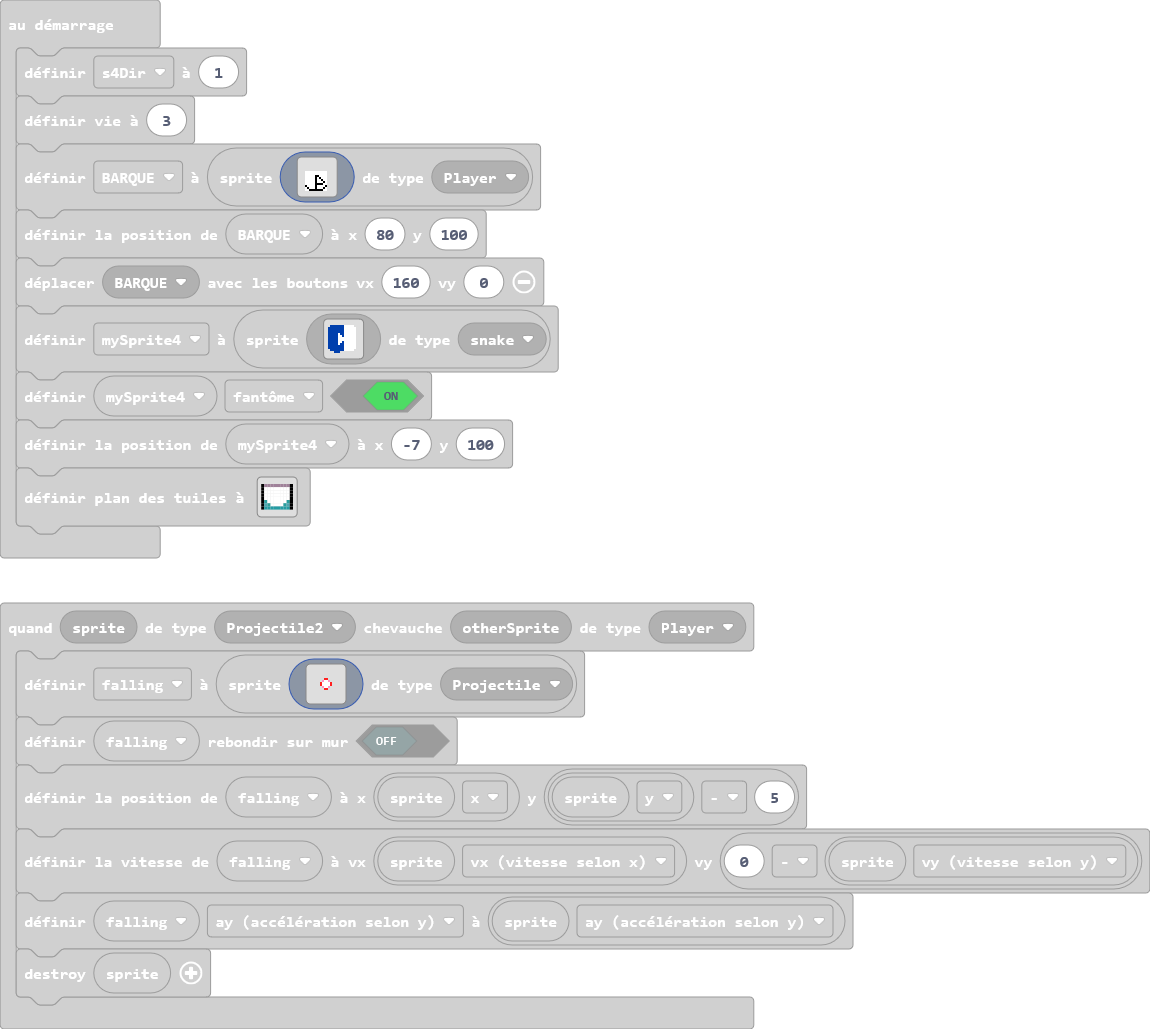 au démarrage
définir s4Dir à 1
définir vie à 3
définir BARQUE à sprite de type Player
définir la position de BARQUE à x 80 y 100
déplacer BARQUE avec les boutons vx 160 vy 0
définir mySprite4 à sprite de type snake
définir mySprite4 fantôme ON
définir la position de mySprite4 à x -7 y 100
définir plan des tuiles à
quand sprite de type Projectile2 chevauche otherSprite de type Player
définir falling à sprite de type Projectile
définir falling rebondir sur mur OFF
définir la position de falling à x sprite x y sprite y - 5
définir la vitesse de falling à vx sprite vx (vitesse selon x) vy 0 - sprite vy (vitesse selon y)
définir falling ay (accélération selon y) à sprite ay (accélération selon y)
destroy sprite